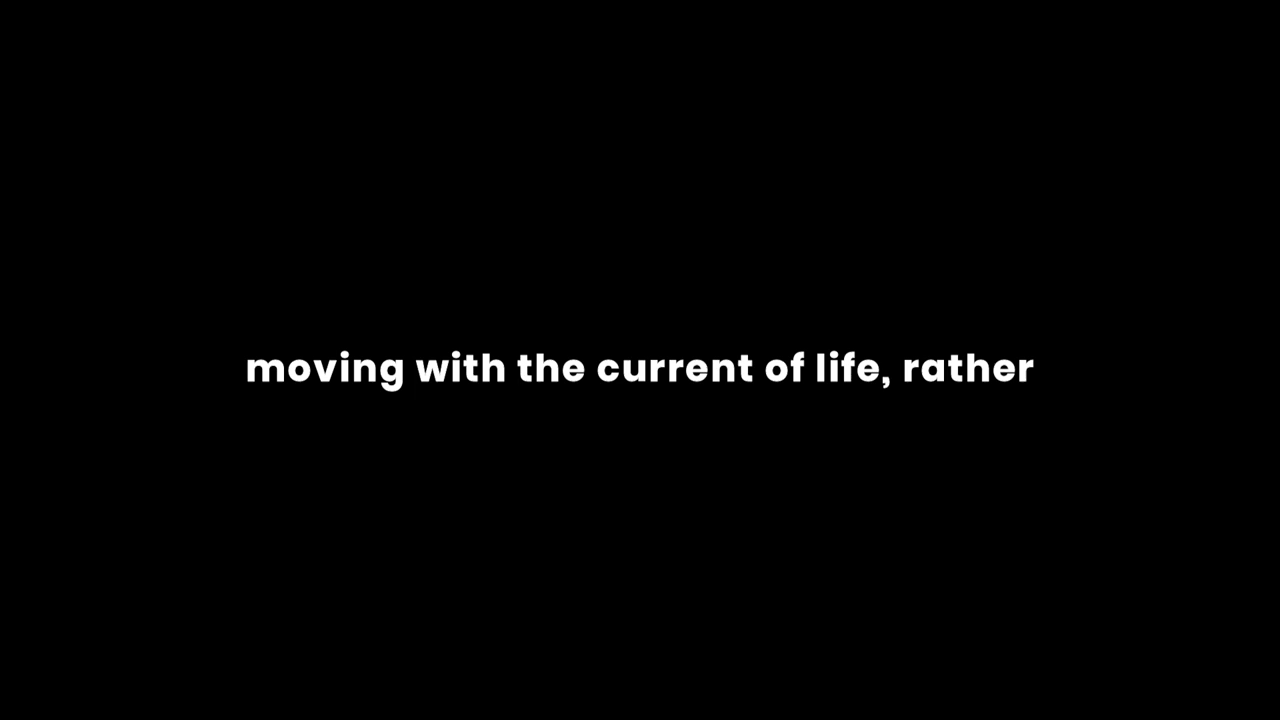 moving with the current of life, rather